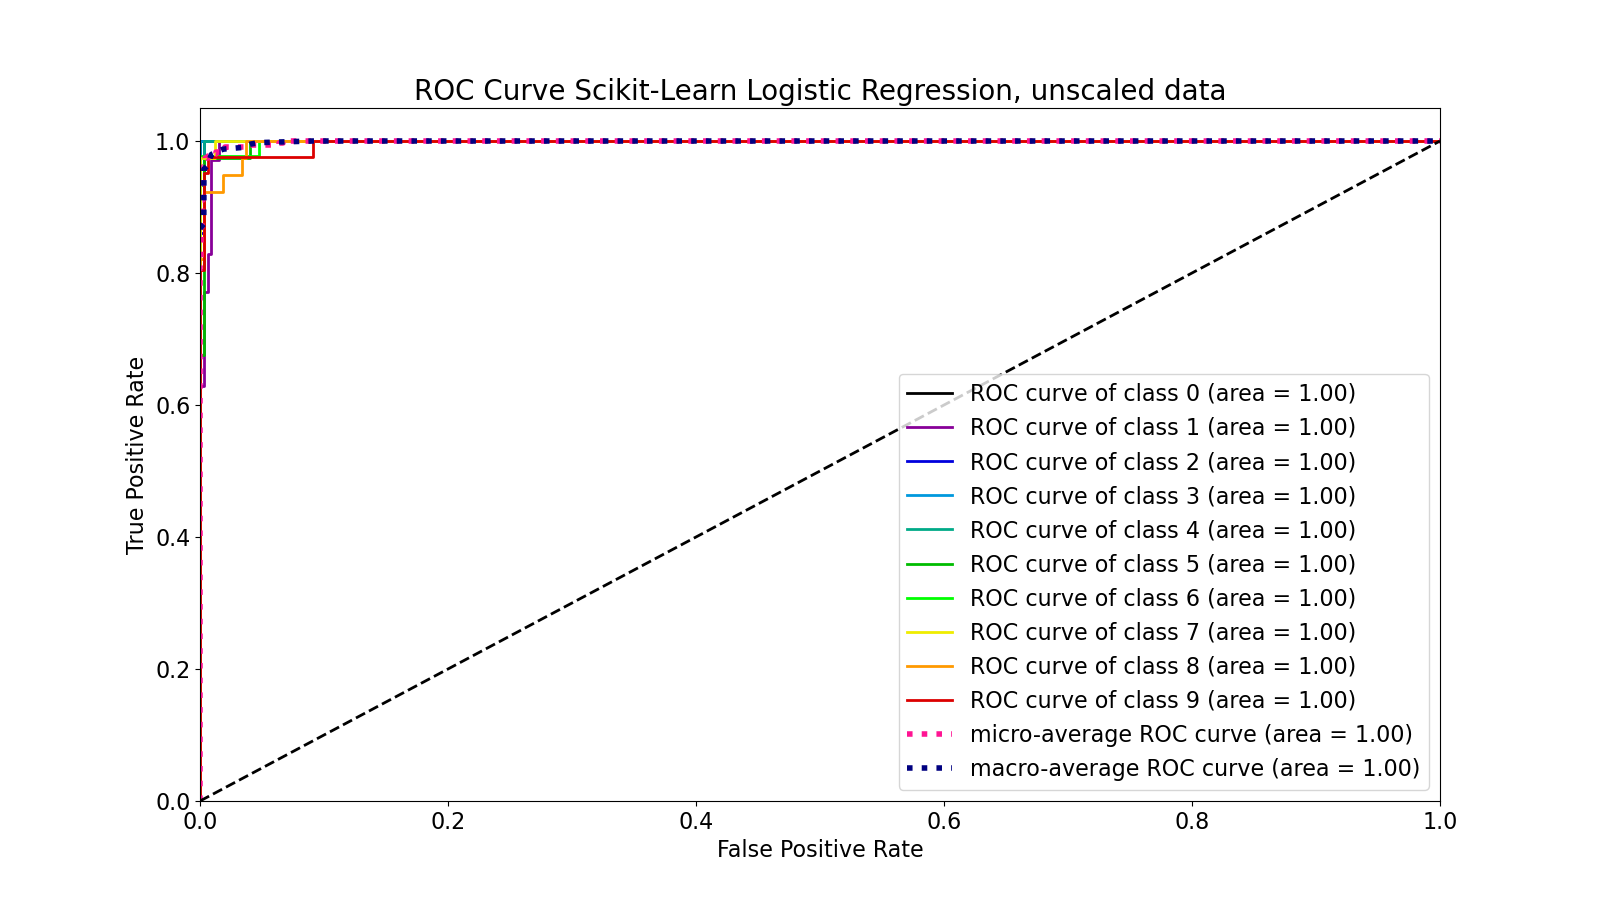 ROC Curve Scikit-Learn Logistic Regression, unscaled data
1.0
0.8
0.6
0.4
0.2
0.0
True Positive Rate
ROC curve of class 0 (area = 1.00)
ROC curve of class 1 (area = 1.00)
ROC curve of class 2 (area = 1.00)
ROC curve of class 3 (area = 1.00)
ROC curve of class 4 (area = 1.00)
ROC curve of class 5 (area = 1.00)
ROC curve of class 6 (area = 1.00)
ROC curve of class 7 (area = 1.00)
ROC curve of class 8 (area = 1.00)
ROC curve of class 9 (area = 1.00)
micro-average ROC curve (area = 1.00)
macro-average ROC curve (area = 1.00)
0.0 0.2 0.4 0.6 0.8 1.0
False Positive Rate